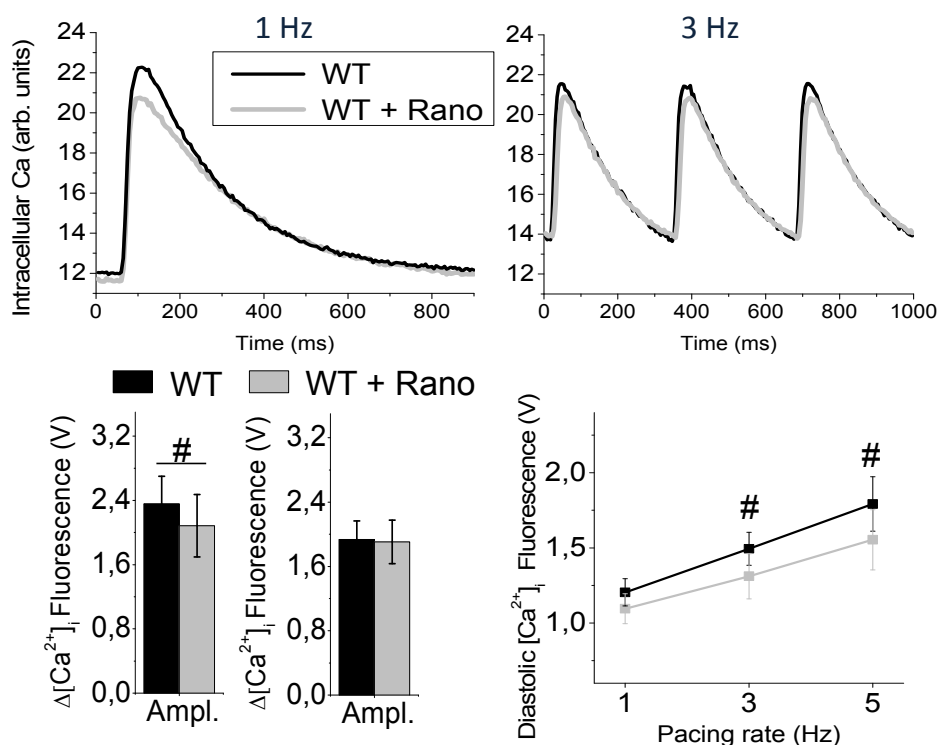 1 Hz
3 Hz
WT
WT + Rano
Intracellular Ca (arb. units)
24
22
20
18
16
14
12
0 200 400 600 800
Time (ms)
24
22
20
18
16
14
12
0 200 400 600 800 1000
Time (ms)
WT WT + Rano
Δ[Ca²⁺]ᵢ Fluorescence (V)
3,2
2,4
1,6
0,8
0,0
#
Ampl.
Δ[Ca²⁺]ᵢ Fluorescence (V)
3,2
2,4
1,6
0,8
0,0
Ampl.
Diastolic [Ca²⁺]ᵢ Fluorescence (V)
2,0
1,5
1,0
#
#
1 3 5
Pacing rate (Hz)